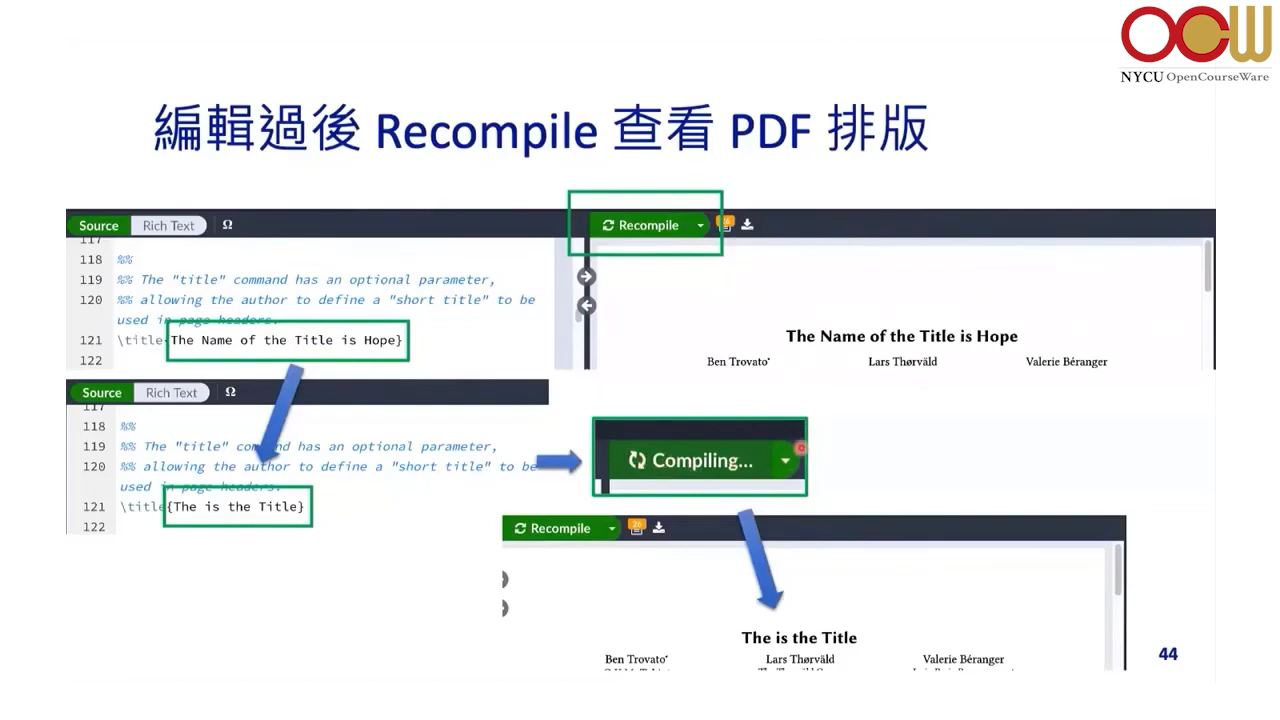 OCW
NYCU OpenCourseWare
編輯過後 Recompile 查看 PDF 排版
Source Rich Text Ω
117
118 %%
119 %% The "title" command has an optional parameter,
120 %% allowing the author to define a "short title" to be
used in page headers.
121 \title{The Name of the Title is Hope}
122
Recompile
The Name of the Title is Hope
Ben Trovato* Lars Thørväld Valerie Béranger
Source Rich Text Ω
117
118 %%
119 %% The "title" command has an optional parameter,
120 %% allowing the author to define a "short title" to be
used in page headers.
121 \title{The is the Title}
122
Compiling...
Recompile 26
The is the Title
Ben Trovato* Lars Thørväld Valerie Béranger
44